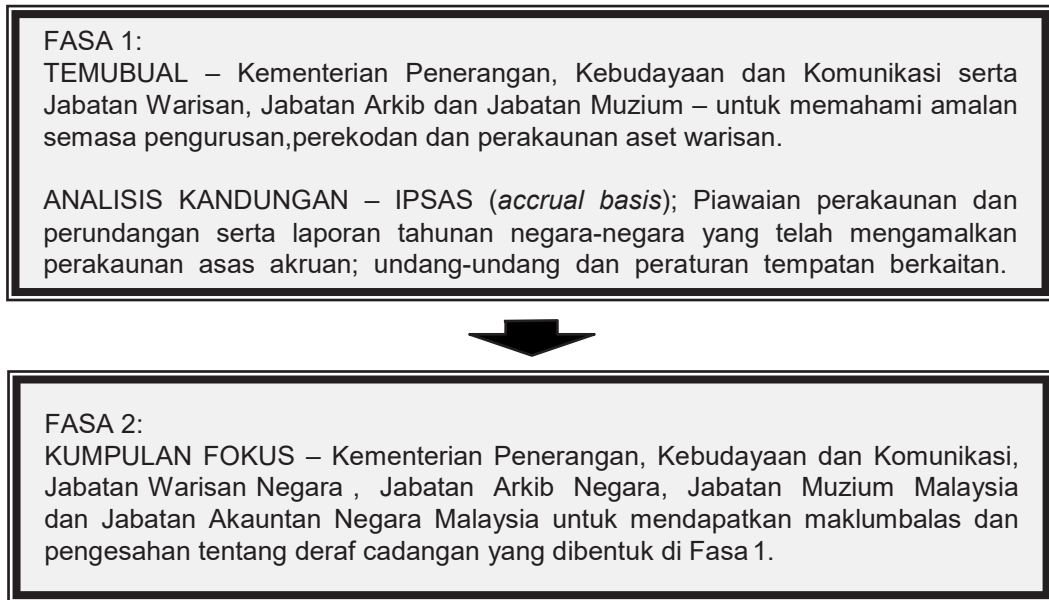 FASA 1:
TEMUBUAL – Kementerian Penerangan, Kebudayaan dan Komunikasi serta
Jabatan Warisan, Jabatan Arkib dan Jabatan Muzium – untuk memahami amalan
semasa pengurusan,perekodan dan perakaunan aset warisan.
ANALISIS KANDUNGAN – IPSAS (accrual basis); Piawaian perakaunan dan
perundangan serta laporan tahunan negara-negara yang telah mengamalkan
perakaunan asas akruan; undang-undang dan peraturan tempatan berkaitan.
FASA 2:
KUMPULAN FOKUS – Kementerian Penerangan, Kebudayaan dan Komunikasi,
Jabatan Warisan Negara , Jabatan Arkib Negara, Jabatan Muzium Malaysia
dan Jabatan Akauntan Negara Malaysia untuk mendapatkan maklumbalas dan
pengesahan tentang deraf cadangan yang dibentuk di Fasa 1.